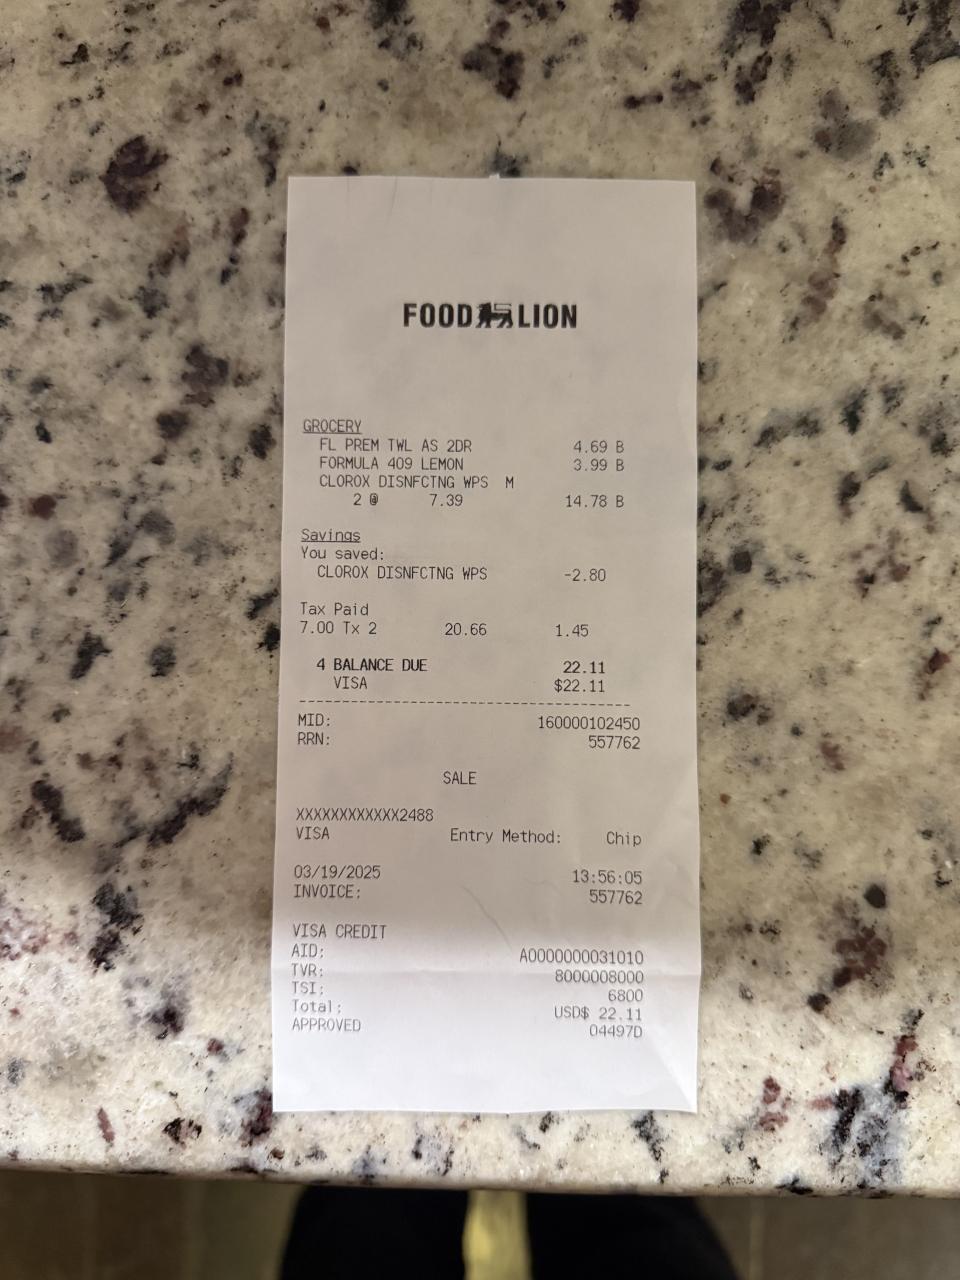 FOOD LION
GROCERY
FL PREM TWL AS 2DR 4.69 B
FORMULA 409 LEMON 3.99 B
CLOROX DISNFCTNG WPS M
2 @ 7.39 14.78 B
Savings
You saved:
CLOROX DISNFCTNG WPS -2.80
Tax Paid
7.00 Tx 2 20.66 1.45
4 BALANCE DUE 22.11
VISA $22.11
---------------------------------------
MID: 160000102450
RRN: 557762
SALE
XXXXXXXXXXXX2488
VISA Entry Method: Chip
03/19/2025 13:56:05
INVOICE: 557762
VISA CREDIT
AID: A0000000031010
TVR: 8000008000
TSI: 6800
Total: USD$ 22.11
APPROVED 04497D